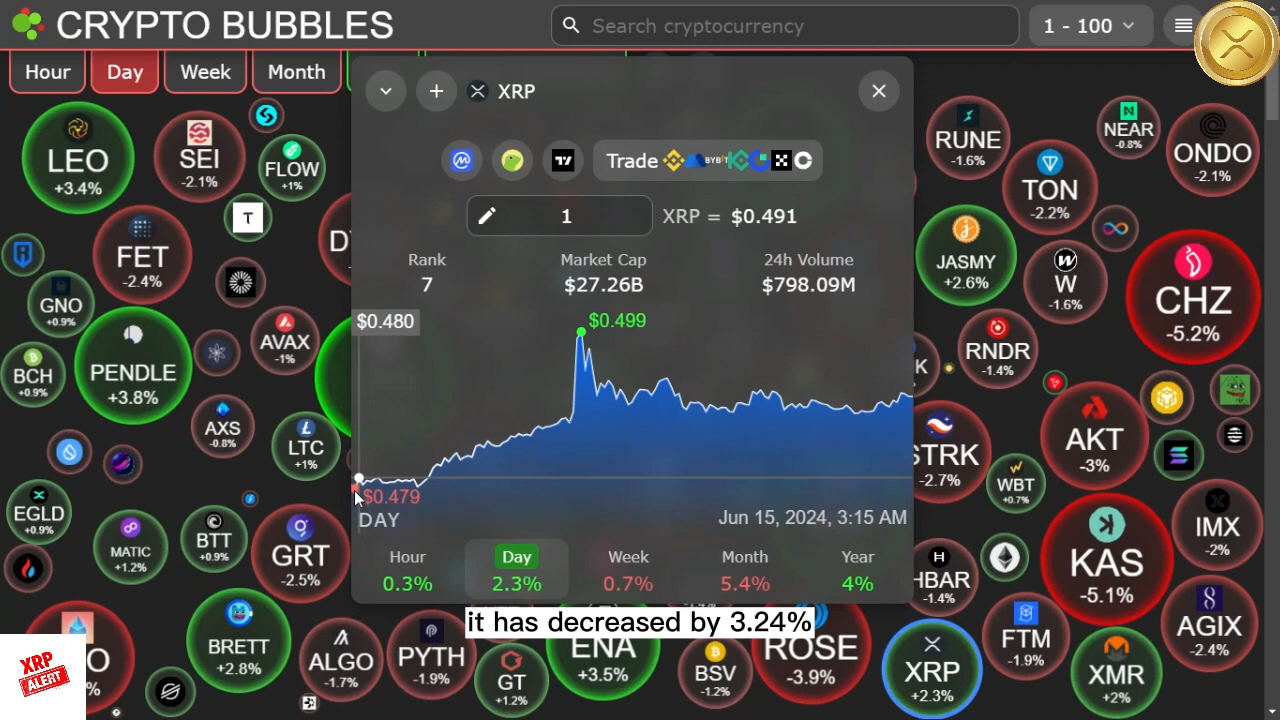 CRYPTO BUBBLES
Search cryptocurrency
1 - 100
Hour
Day
Week
Month
XRP
Trade
BYBIT
1
XRP = $0.491
Rank
Market Cap
24h Volume
7
$27.26B
$798.09M
$0.480
$0.499
$0.479
DAY
Jun 15, 2024, 3:15 AM
Hour
Day
Week
Month
Year
0.3%
2.3%
0.7%
5.4%
4%
it has decreased by 3.24%
LEO
+3.4%
SEI
-2.1%
FLOW
+1%
T
FET
-2.4%
GNO
+0.9%
AVAX
-1%
BCH
+0.9%
PENDLE
+3.8%
AXS
-0.8%
LTC
+1%
EGLD
+0.9%
MATIC
+1.2%
BTT
+0.9%
GRT
-2.5%
BRETT
+2.8%
ALGO
-1.7%
PYTH
-1.9%
GT
+1.2%
ENA
+3.5%
BSV
-1.2%
ROSE
-3.9%
XRP
+2.3%
FTM
-1.9%
XMR
+2%
AGIX
-2.4%
RUNE
-1.6%
NEAR
-0.8%
ONDO
-2.1%
TON
-2.2%
JASMY
+2.6%
W
-1.6%
CHZ
-5.2%
RNDR
-1.4%
AKT
-3%
STRK
-2.7%
WBT
+0.7%
IMX
-2%
KAS
-5.1%
HBAR
-1.4%
XRP
ALERT